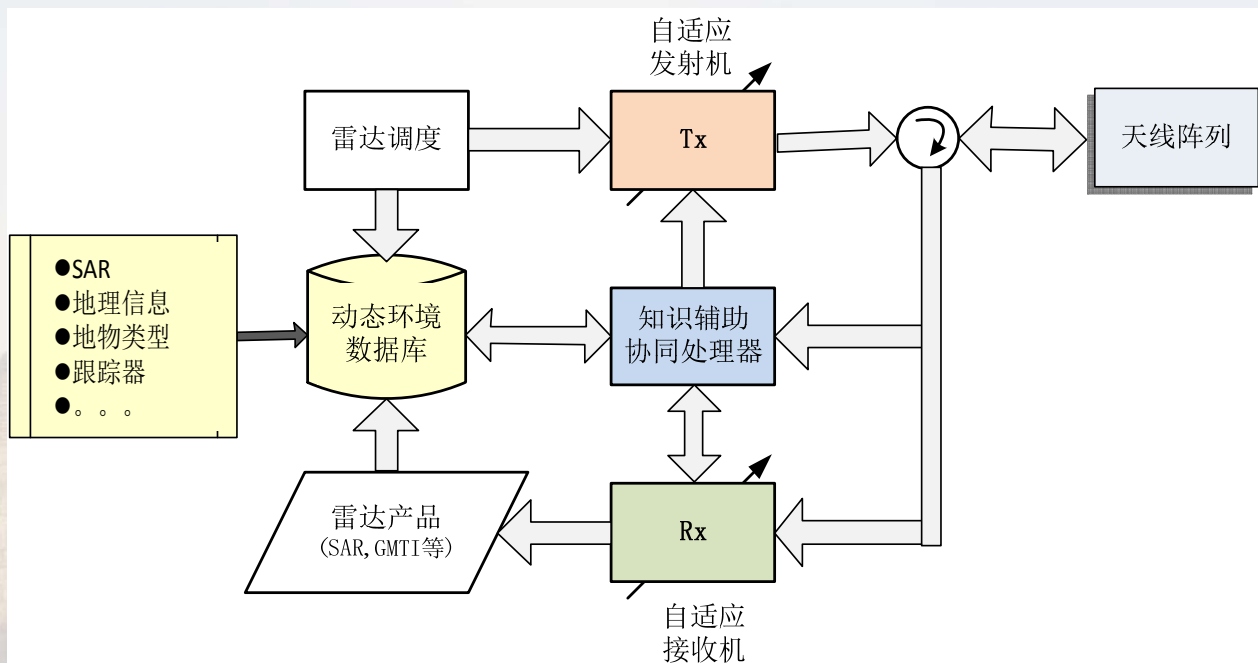 自适应
发射机
雷达调度
Tx
天线阵列
●SAR
●地理信息
●地物类型
●跟踪器
●。。。
动态环境
数据库
知识辅助
协同处理器
雷达产品
(SAR,GMTI等)
Rx
自适应
接收机